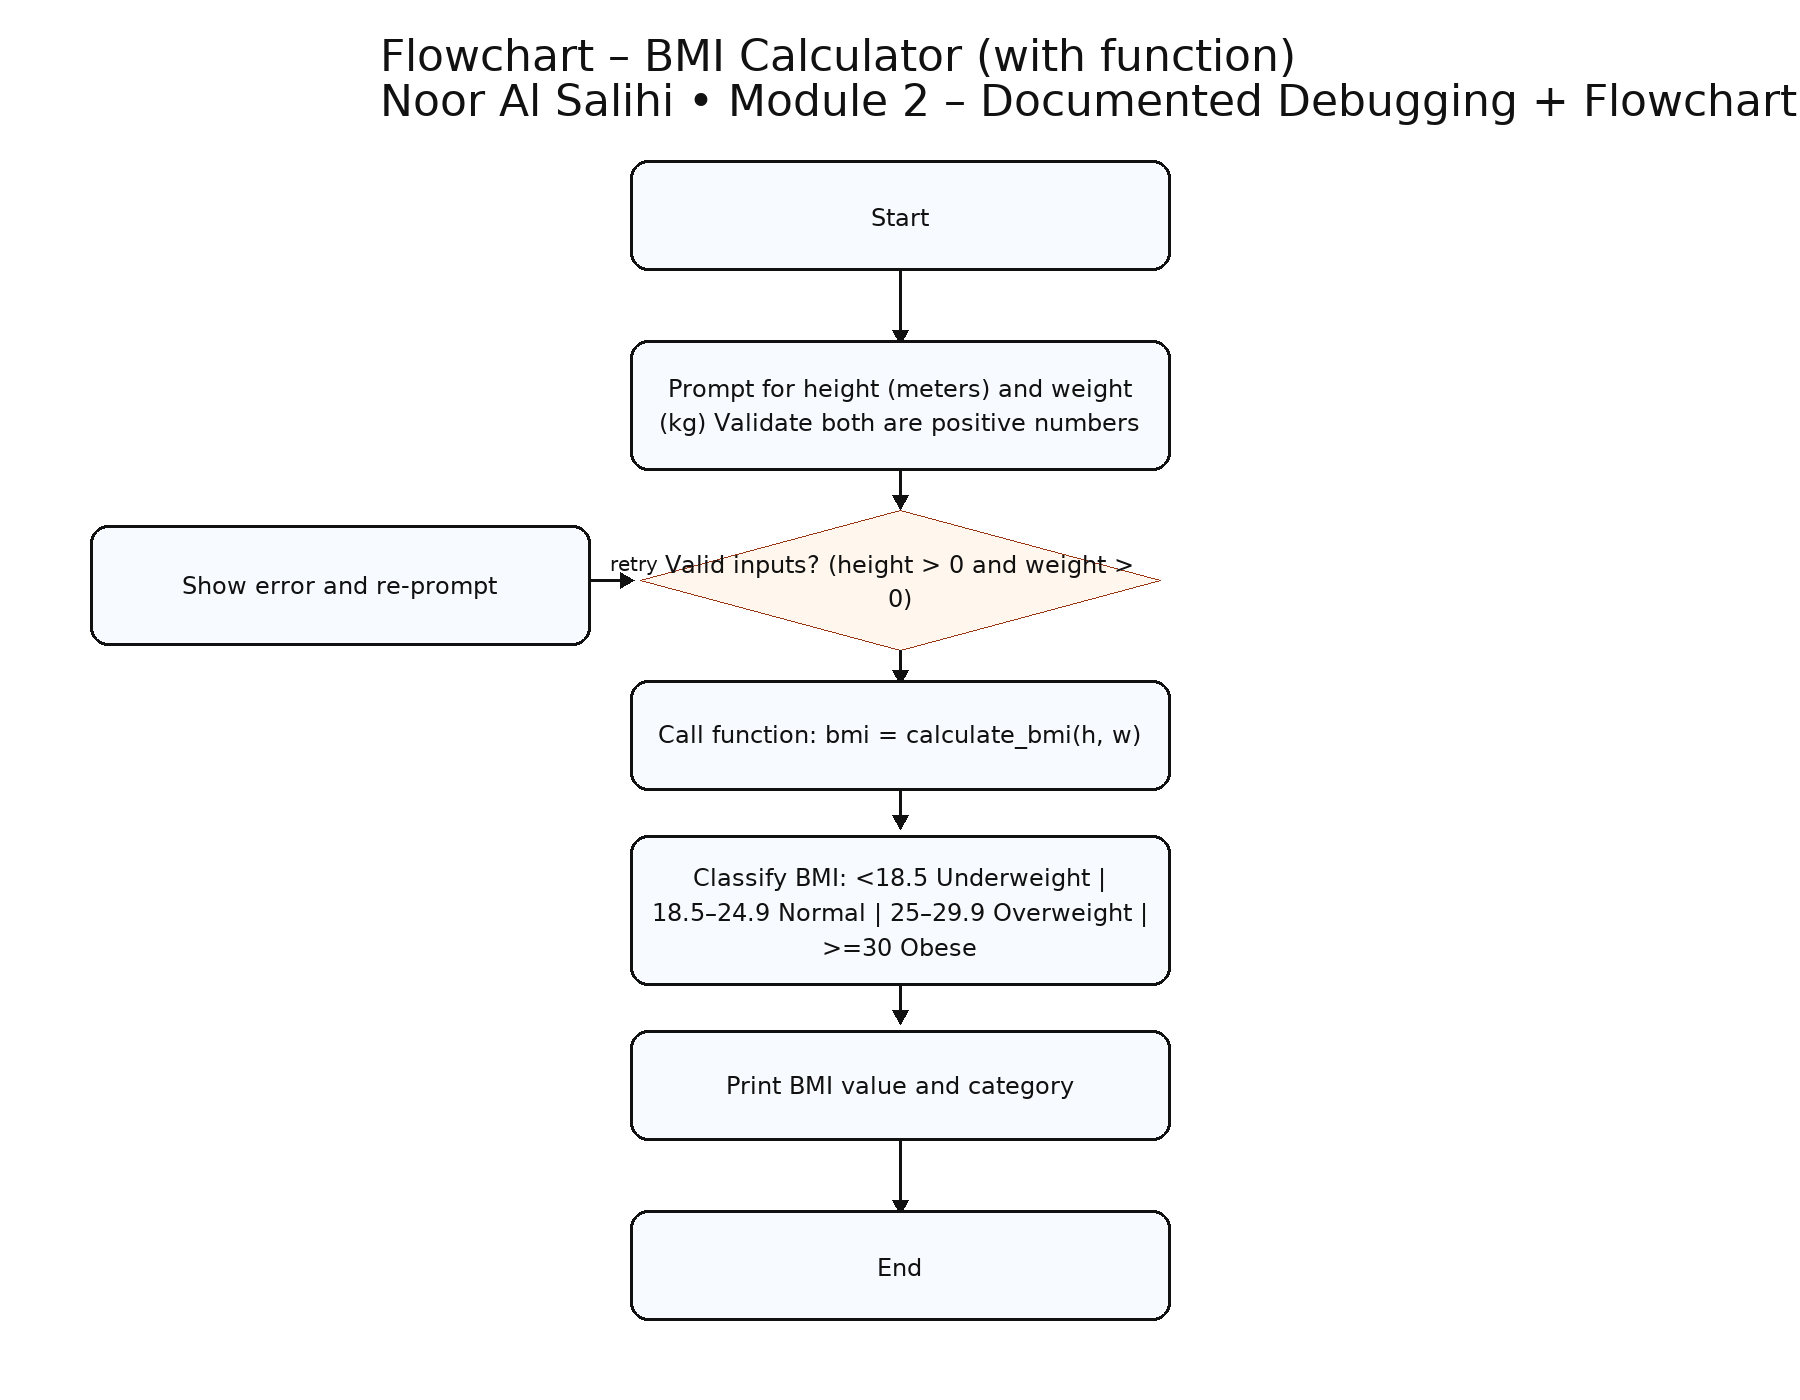 Flowchart – BMI Calculator (with function)
Noor Al Salihi • Module 2 – Documented Debugging + Flowchart
Start
Prompt for height (meters) and weight
(kg) Validate both are positive numbers
Show error and re-prompt
retry
Valid inputs? (height > 0 and weight >
0)
Call function: bmi = calculate_bmi(h, w)
Classify BMI: <18.5 Underweight |
18.5–24.9 Normal | 25–29.9 Overweight |
>=30 Obese
Print BMI value and category
End